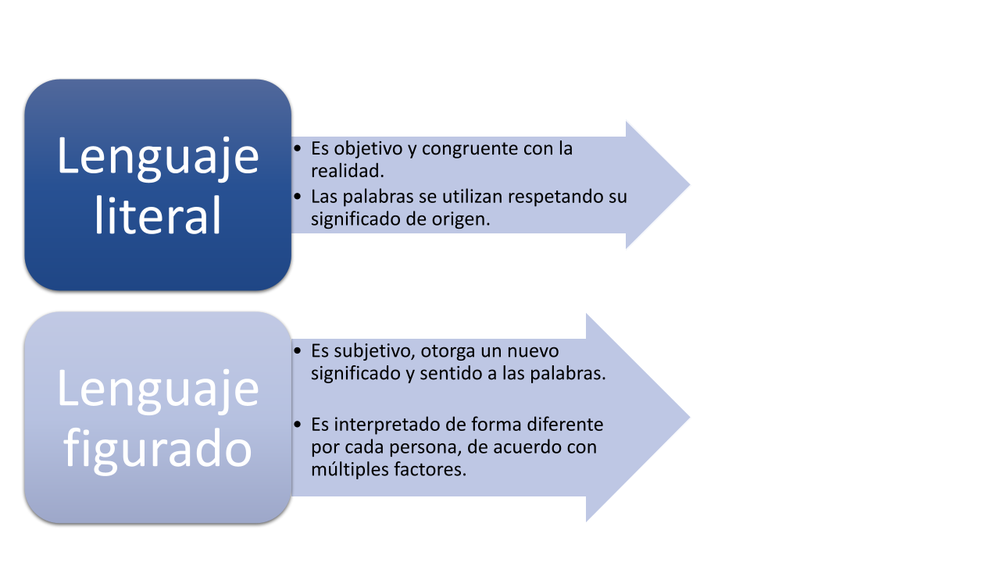 Lenguaje
literal
• Es objetivo y congruente con la
realidad.
• Las palabras se utilizan respetando su
significado de origen.
Lenguaje
figurado
• Es subjetivo, otorga un nuevo
significado y sentido a las palabras.
• Es interpretado de forma diferente
por cada persona, de acuerdo con
múltiples factores.